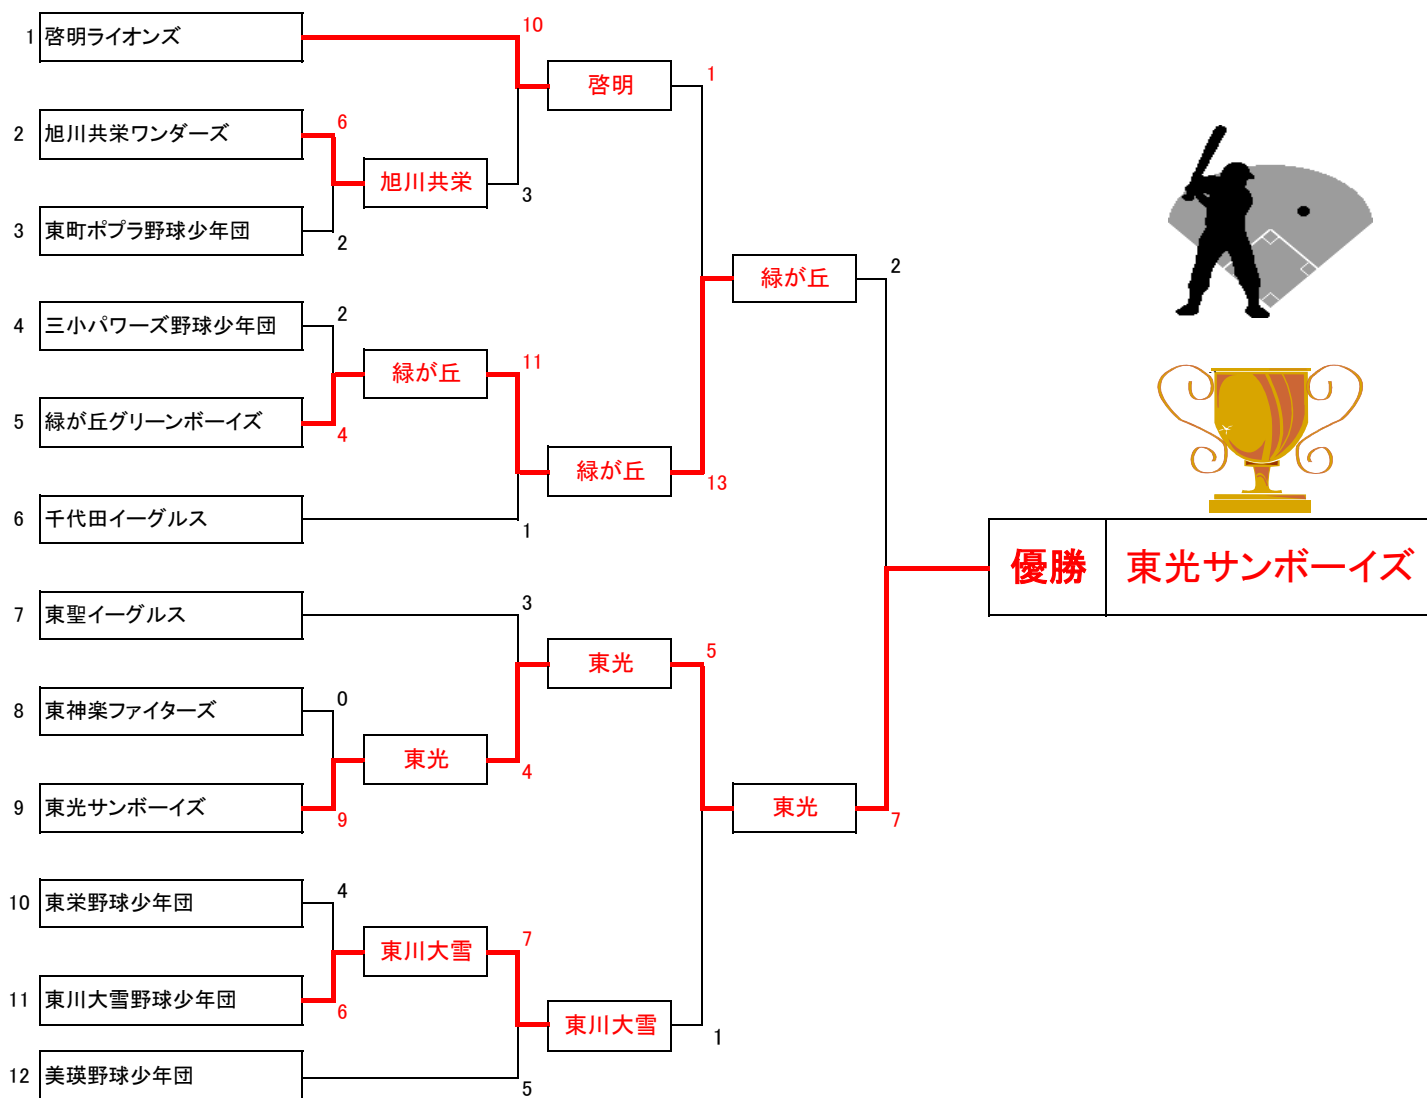 1 啓明ライオンズ
10
啓明
1
2 旭川共栄ワンダーズ
6
旭川共栄
3
3 東町ポプラ野球少年団
2
緑が丘
2
4 三小パワーズ野球少年団
2
緑が丘
11
5 緑が丘グリーンボーイズ
4
緑が丘
13
6 千代田イーグルス
1
優勝 東光サンボーイズ
7 東聖イーグルス
3
東光
5
8 東神楽ファイターズ
0
東光
4
9 東光サンボーイズ
9
東光
7
10 東栄野球少年団
4
東川大雪
7
11 東川大雪野球少年団
6
東川大雪
1
12 美瑛野球少年団
5